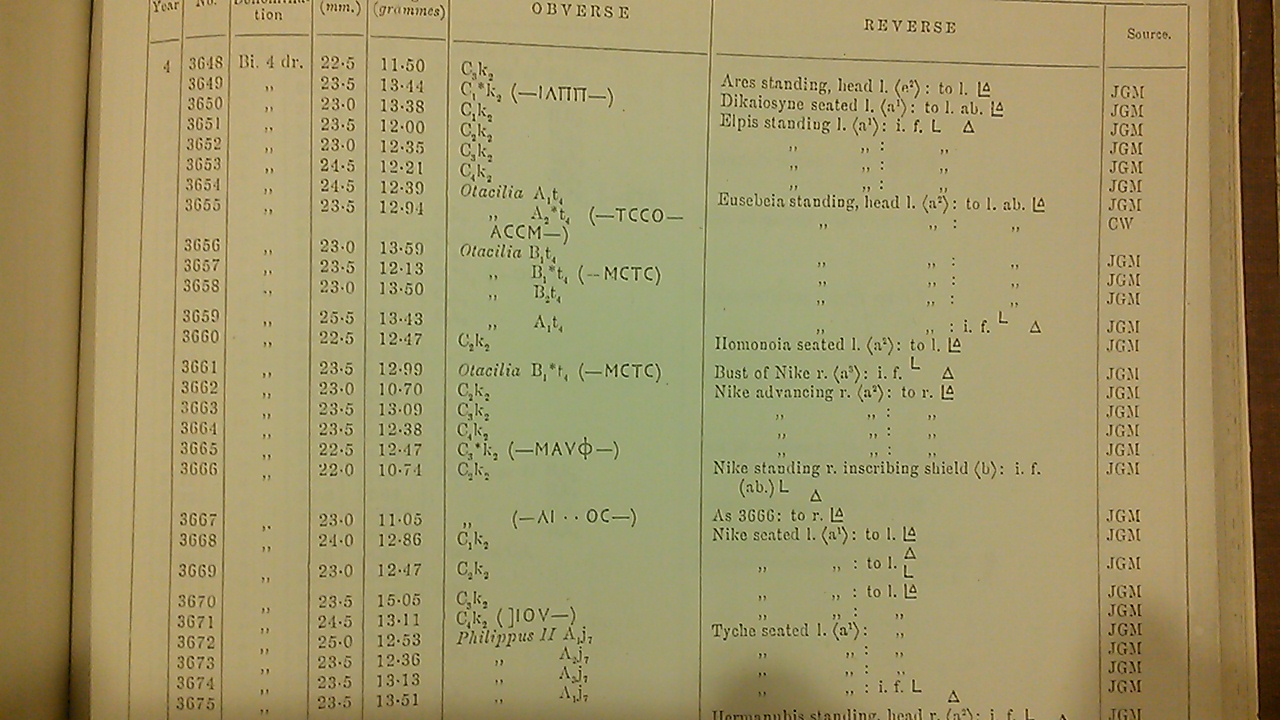 Year No. tion (mm.) (grammes) OBVERSE REVERSE Source.
4 3648 Bi. 4 dr. 22·5 11·50 C₃k₂ Ares standing, head l. (e²): to l. L͟Δ JGM
3649 ,, 23·5 13·44 C₁*k₂ (—ΙΛΠΠ—) Dikaiosyne seated l. (a¹): to l. ab. L͟Δ JGM
3650 ,, 23·0 13·38 C₁k₂ Elpis standing l. (a¹): i. f. L Δ JGM
3651 ,, 23·5 12·00 C₂k₂ ,, ,, : ,, JGM
3652 ,, 23·0 12·35 C₃k₂ ,, ,, : ,, JGM
3653 ,, 24·5 12·21 C₄k₂ ,, ,, : ,, JGM
3654 ,, 24·5 12·39 Otacilia A₁t₄ Eusebeia standing, head l. (a²): to l. ab. L͟Δ JGM
3655 ,, 23·5 12·94 ,, A₂*t₄ (—TCCO— ,, ,, : ,, CW
ACCM—)
3656 ,, 23·0 13·59 Otacilia B₁t₄ ,, ,, : ,, JGM
3657 ,, 23·5 12·13 ,, B₁*t₄ (—MCTC) ,, ,, : ,, JGM
3658 ,, 23·0 13·50 ,, B₂t₄ ,, ,, : ,, JGM
3659 ,, 25·5 13·43 ,, A₁t₄ ,, ,, : i. f. L Δ JGM
3660 ,, 22·5 12·47 C₂k₂ Homonoia seated l. (a²): to l. L͟Δ JGM
3661 ,, 23·5 12·99 Otacilia B₁*t₄ (—MCTC) Bust of Nike r. (a³): i. f. L Δ JGM
3662 ,, 23·0 10·70 C₂k₂ Nike advancing r. (a²): to r. L͟Δ JGM
3663 ,, 23·5 13·09 C₃k₂ ,, ,, : ,, JGM
3664 ,, 23·5 12·38 C₄k₂ ,, ,, : ,, JGM
3665 ,, 22·5 12·47 C₃*k₂ (—MAVΦ—) ,, ,, : ,, JGM
3666 ,, 22·0 10·74 C₂k₂ Nike standing r. inscribing shield (b): i. f. JGM
(ab.) L Δ
3667 ,, 23·0 11·05 ,, (—ΛΙ · · OC—) As 3666: to r. L͟Δ JGM
3668 ,, 24·0 12·86 C₁k₂ Nike seated l. (a¹): to l. L͟Δ JGM
3669 ,, 23·0 12·47 C₂k₂ ,, ,, : to l. Δ L JGM
3670 ,, 23·5 15·05 C₃k₂ ,, ,, : to l. L͟Δ JGM
3671 ,, 24·5 13·11 C₄k₂ (]IOV—) ,, ,, : ,, JGM
3672 ,, 25·0 12·53 Philippus II A₁j₇ Tyche seated l. (a¹): ,, JGM
3673 ,, 23·5 12·36 ,, A₂j₇ ,, ,, : ,, JGM
3674 ,, 23·5 13·13 ,, A₃j₇ ,, ,, : ,, JGM
3675 ,, 23·5 13·51 ,, A₁j₇ ,, ,, : i. f. L Δ JGM
Hermanubis standing, head r. (a²): i. f. L Δ JGM